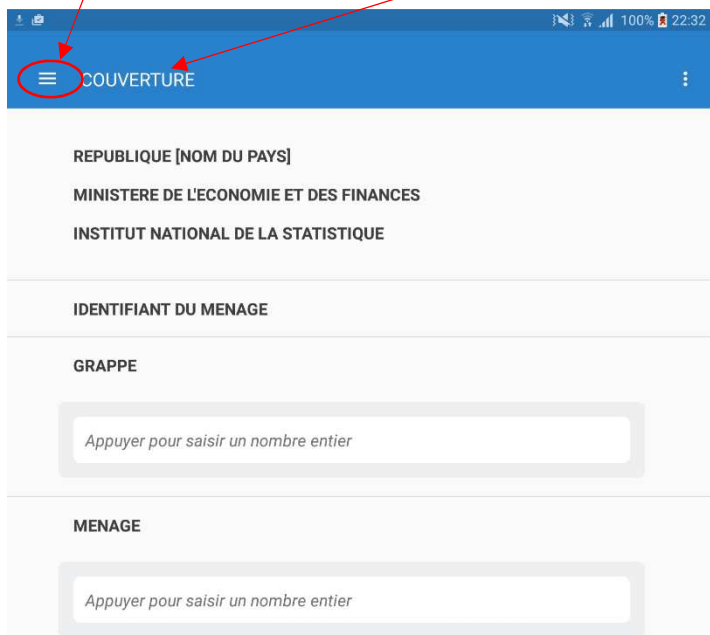 100% 22:32
COUVERTURE
REPUBLIQUE [NOM DU PAYS]
MINISTERE DE L'ECONOMIE ET DES FINANCES
INSTITUT NATIONAL DE LA STATISTIQUE
IDENTIFIANT DU MENAGE
GRAPPE
Appuyer pour saisir un nombre entier
MENAGE
Appuyer pour saisir un nombre entier